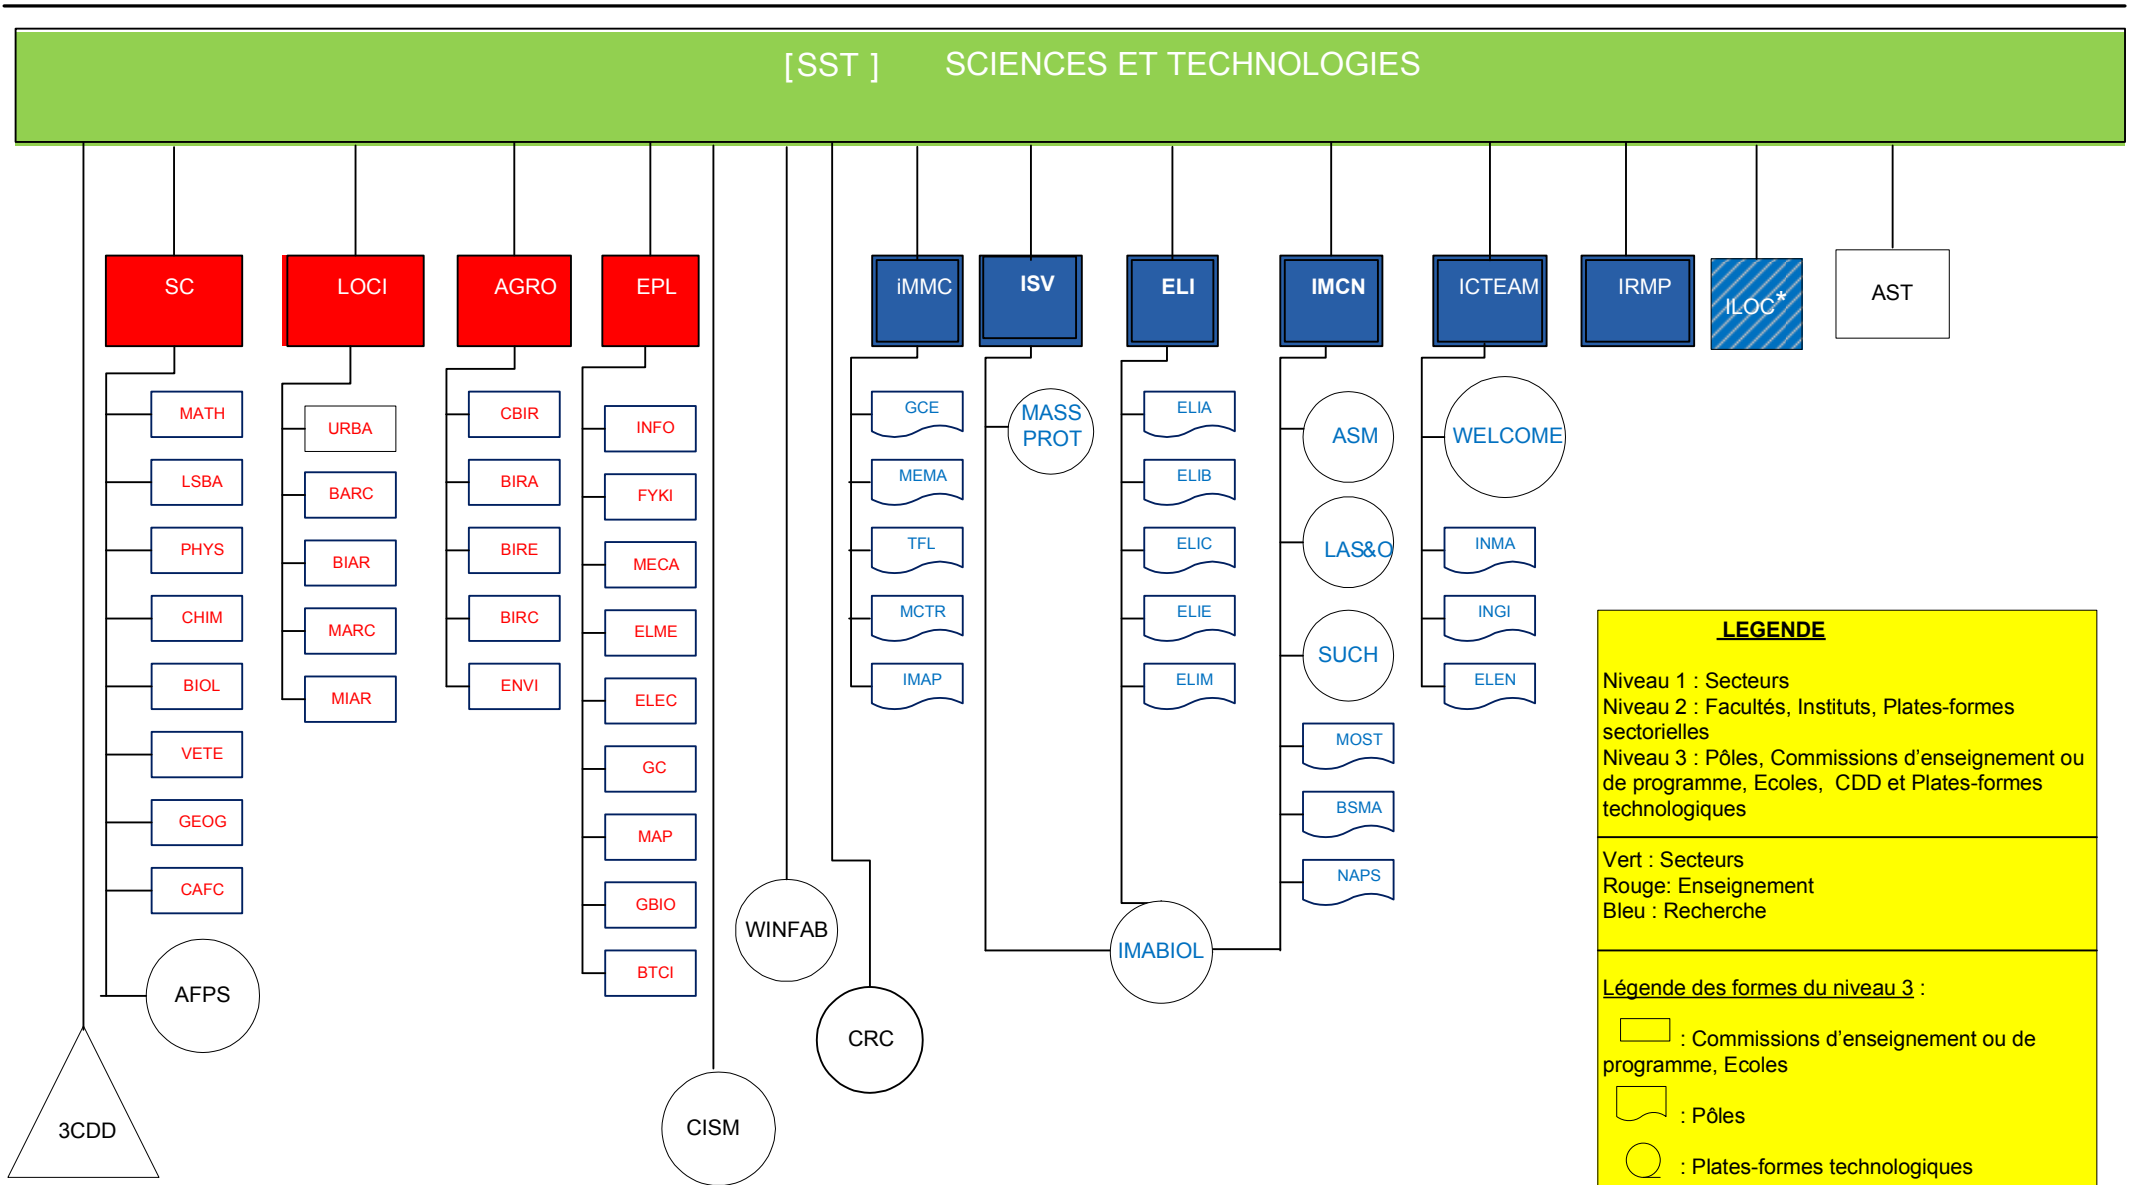 [SST ] SCIENCES ET TECHNOLOGIES
SC
LOCI
AGRO
EPL
iMMC
ISV
ELI
IMCN
ICTEAM
IRMP
ILOC*
AST
MATH
LSBA
PHYS
CHIM
BIOL
VETE
GEOG
CAFC
AFPS
3CDD
URBA
BARC
BIAR
MARC
MIAR
CBIR
BIRA
BIRE
BIRC
ENVI
INFO
FYKI
MECA
ELME
ELEC
GC
MAP
GBIO
BTCI
CISM
WINFAB
CRC
GCE
MEMA
TFL
MCTR
IMAP
MASS
PROT
ELIA
ELIB
ELIC
ELIE
ELIM
IMABIOL
ASM
LAS&O
SUCH
MOST
BSMA
NAPS
WELCOME
INMA
INGI
ELEN
LEGENDE
Niveau 1 : Secteurs
Niveau 2 : Facultés, Instituts, Plates-formes
sectorielles
Niveau 3 : Pôles, Commissions d'enseignement ou
de programme, Ecoles, CDD et Plates-formes
technologiques
Vert : Secteurs
Rouge: Enseignement
Bleu : Recherche
Légende des formes du niveau 3 :
: Commissions d'enseignement ou de
programme, Ecoles
: Pôles
: Plates-formes technologiques